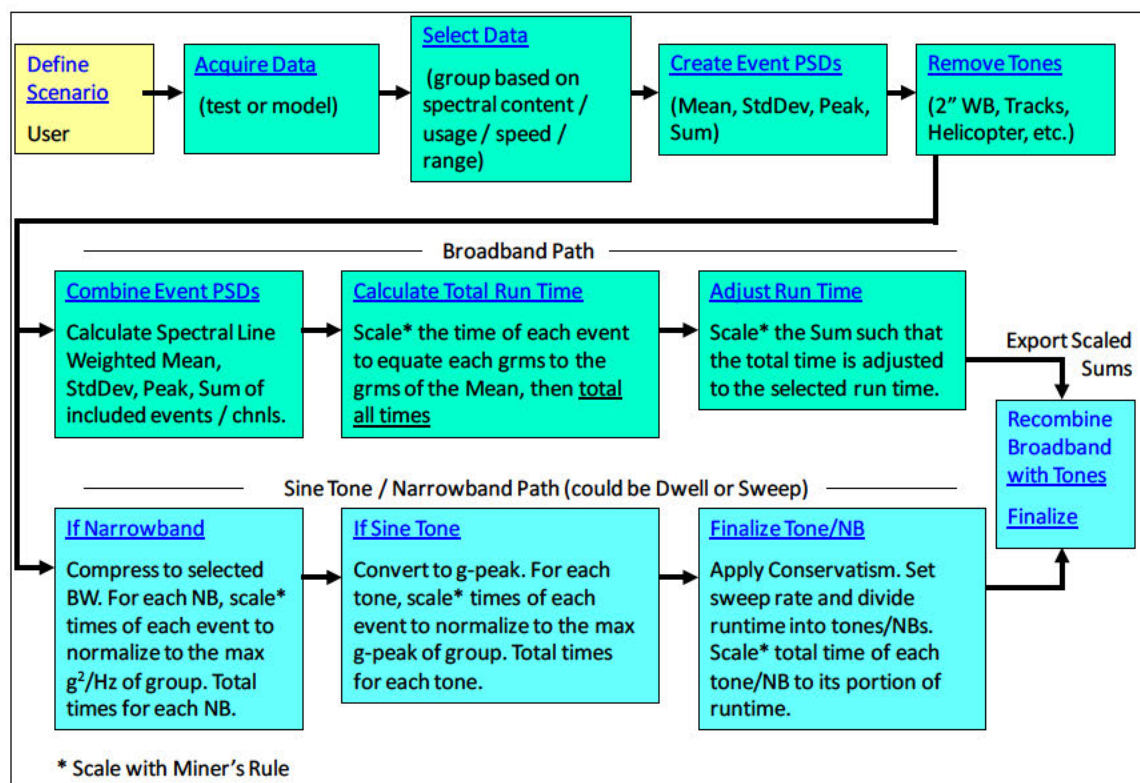 Define
Scenario
User
Acquire Data
(test or model)
Select Data
(group based on
spectral content /
usage / speed /
range)
Create Event PSDs
(Mean, StdDev, Peak,
Sum)
Remove Tones
(2” WB, Tracks,
Helicopter, etc.)
Broadband Path
Combine Event PSDs
Calculate Spectral Line
Weighted Mean,
StdDev, Peak, Sum of
included events / chnls.
Calculate Total Run Time
Scale* the time of each event
to equate each grms to the
grms of the Mean, then total
all times
Adjust Run Time
Scale* the Sum such that
the total time is adjusted
to the selected run time.
Export Scaled
Sums
Recombine
Broadband
with Tones
Finalize
Sine Tone / Narrowband Path (could be Dwell or Sweep)
If Narrowband
Compress to selected
BW. For each NB, scale*
times of each event to
normalize to the max
g²/Hz of group. Total
times for each NB.
If Sine Tone
Convert to g-peak. For each
tone, scale* times of each
event to normalize to the max
g-peak of group. Total times
for each tone.
Finalize Tone/NB
Apply Conservatism. Set
sweep rate and divide
runtime into tones/NBs.
Scale* total time of each
tone/NB to its portion of
runtime.
* Scale with Miner’s Rule